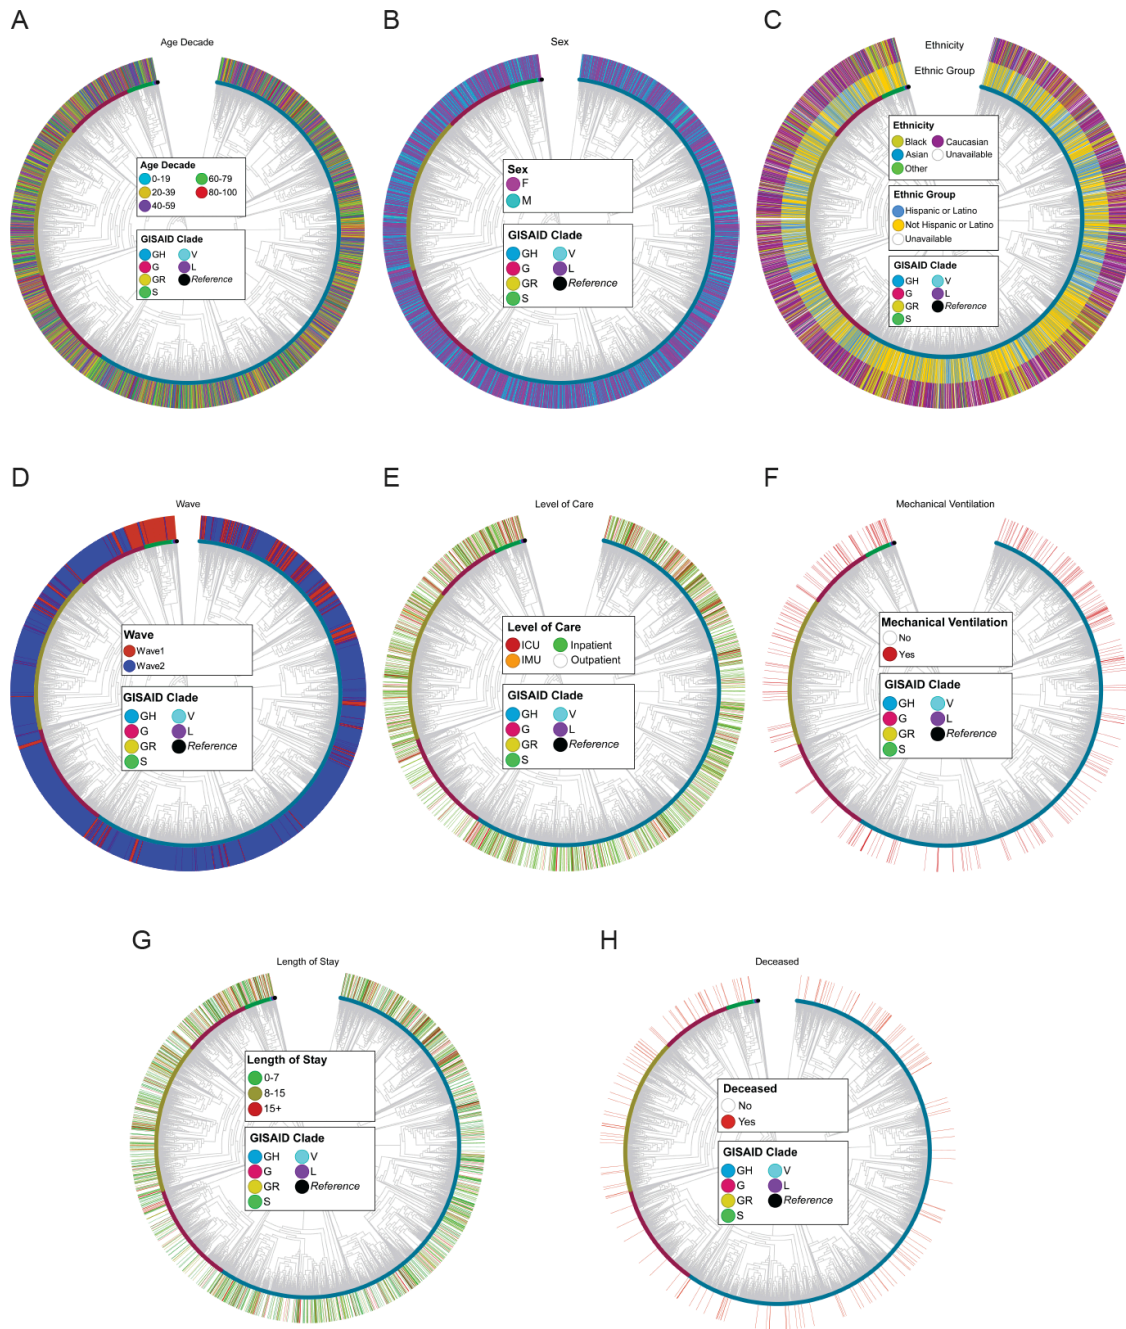 A
Age Decade
Age Decade
0-19
60-79
20-39
80-100
40-59
GISAID Clade
GH
V
G
L
GR
Reference
S
B
Sex
Sex
F
M
GISAID Clade
GH
V
G
L
GR
Reference
S
C
Ethnicity
Ethnic Group
Ethnicity
Black
Caucasian
Asian
Unavailable
Other
Ethnic Group
Hispanic or Latino
Not Hispanic or Latino
Unavailable
GISAID Clade
GH
V
G
L
GR
Reference
S
D
Wave
Wave
Wave1
Wave2
GISAID Clade
GH
V
G
L
GR
Reference
S
E
Level of Care
Level of Care
ICU
Inpatient
IMU
Outpatient
GISAID Clade
GH
V
G
L
GR
Reference
S
F
Mechanical Ventilation
Mechanical Ventilation
No
Yes
GISAID Clade
GH
V
G
L
GR
Reference
S
G
Length of Stay
Length of Stay
0-7
8-15
15+
GISAID Clade
GH
V
G
L
GR
Reference
S
H
Deceased
Deceased
No
Yes
GISAID Clade
GH
V
G
L
GR
Reference
S